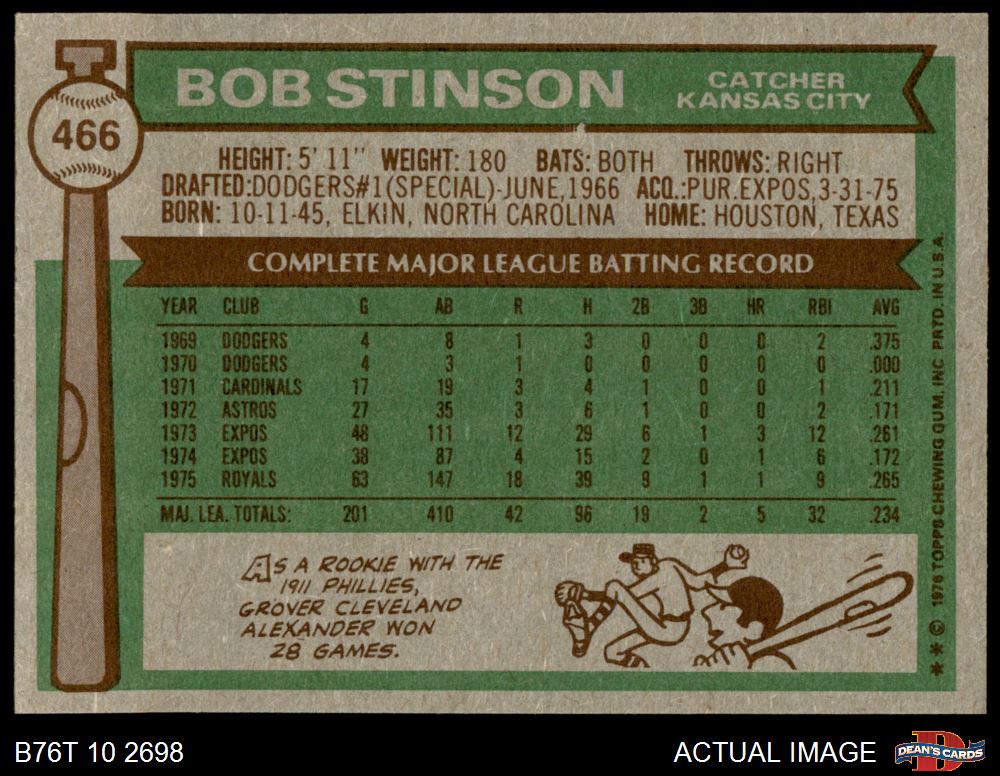 466
BOB STINSON
CATCHER
KANSAS CITY
HEIGHT: 5' 11" WEIGHT: 180 BATS: BOTH THROWS: RIGHT
DRAFTED:DODGERS#1(SPECIAL)-JUNE,1966 ACQ.:PUR.EXPOS,3-31-75
BORN: 10-11-45, ELKIN, NORTH CAROLINA HOME: HOUSTON, TEXAS
COMPLETE MAJOR LEAGUE BATTING RECORD
YEAR CLUB G AB R H 2B 3B HR RBI AVG
1969 DODGERS 4 8 1 3 0 0 0 2 .375
1970 DODGERS 4 3 1 0 0 0 0 0 .000
1971 CARDINALS 17 19 3 4 1 0 0 1 .211
1972 ASTROS 27 35 3 6 1 0 0 2 .171
1973 EXPOS 48 111 12 29 6 1 3 12 .261
1974 EXPOS 38 87 4 15 2 0 1 6 .172
1975 ROYALS 63 147 18 39 9 1 1 9 .265
MAJ. LEA. TOTALS: 201 410 42 96 19 2 5 32 .234
AS A ROOKIE WITH THE
1911 PHILLIES,
GROVER CLEVELAND
ALEXANDER WON
28 GAMES.
** © 1976 TOPPS CHEWING GUM, INC PRTD. IN U.S.A.
B76T 10 2698
ACTUAL IMAGE
DEAN'S CARDS